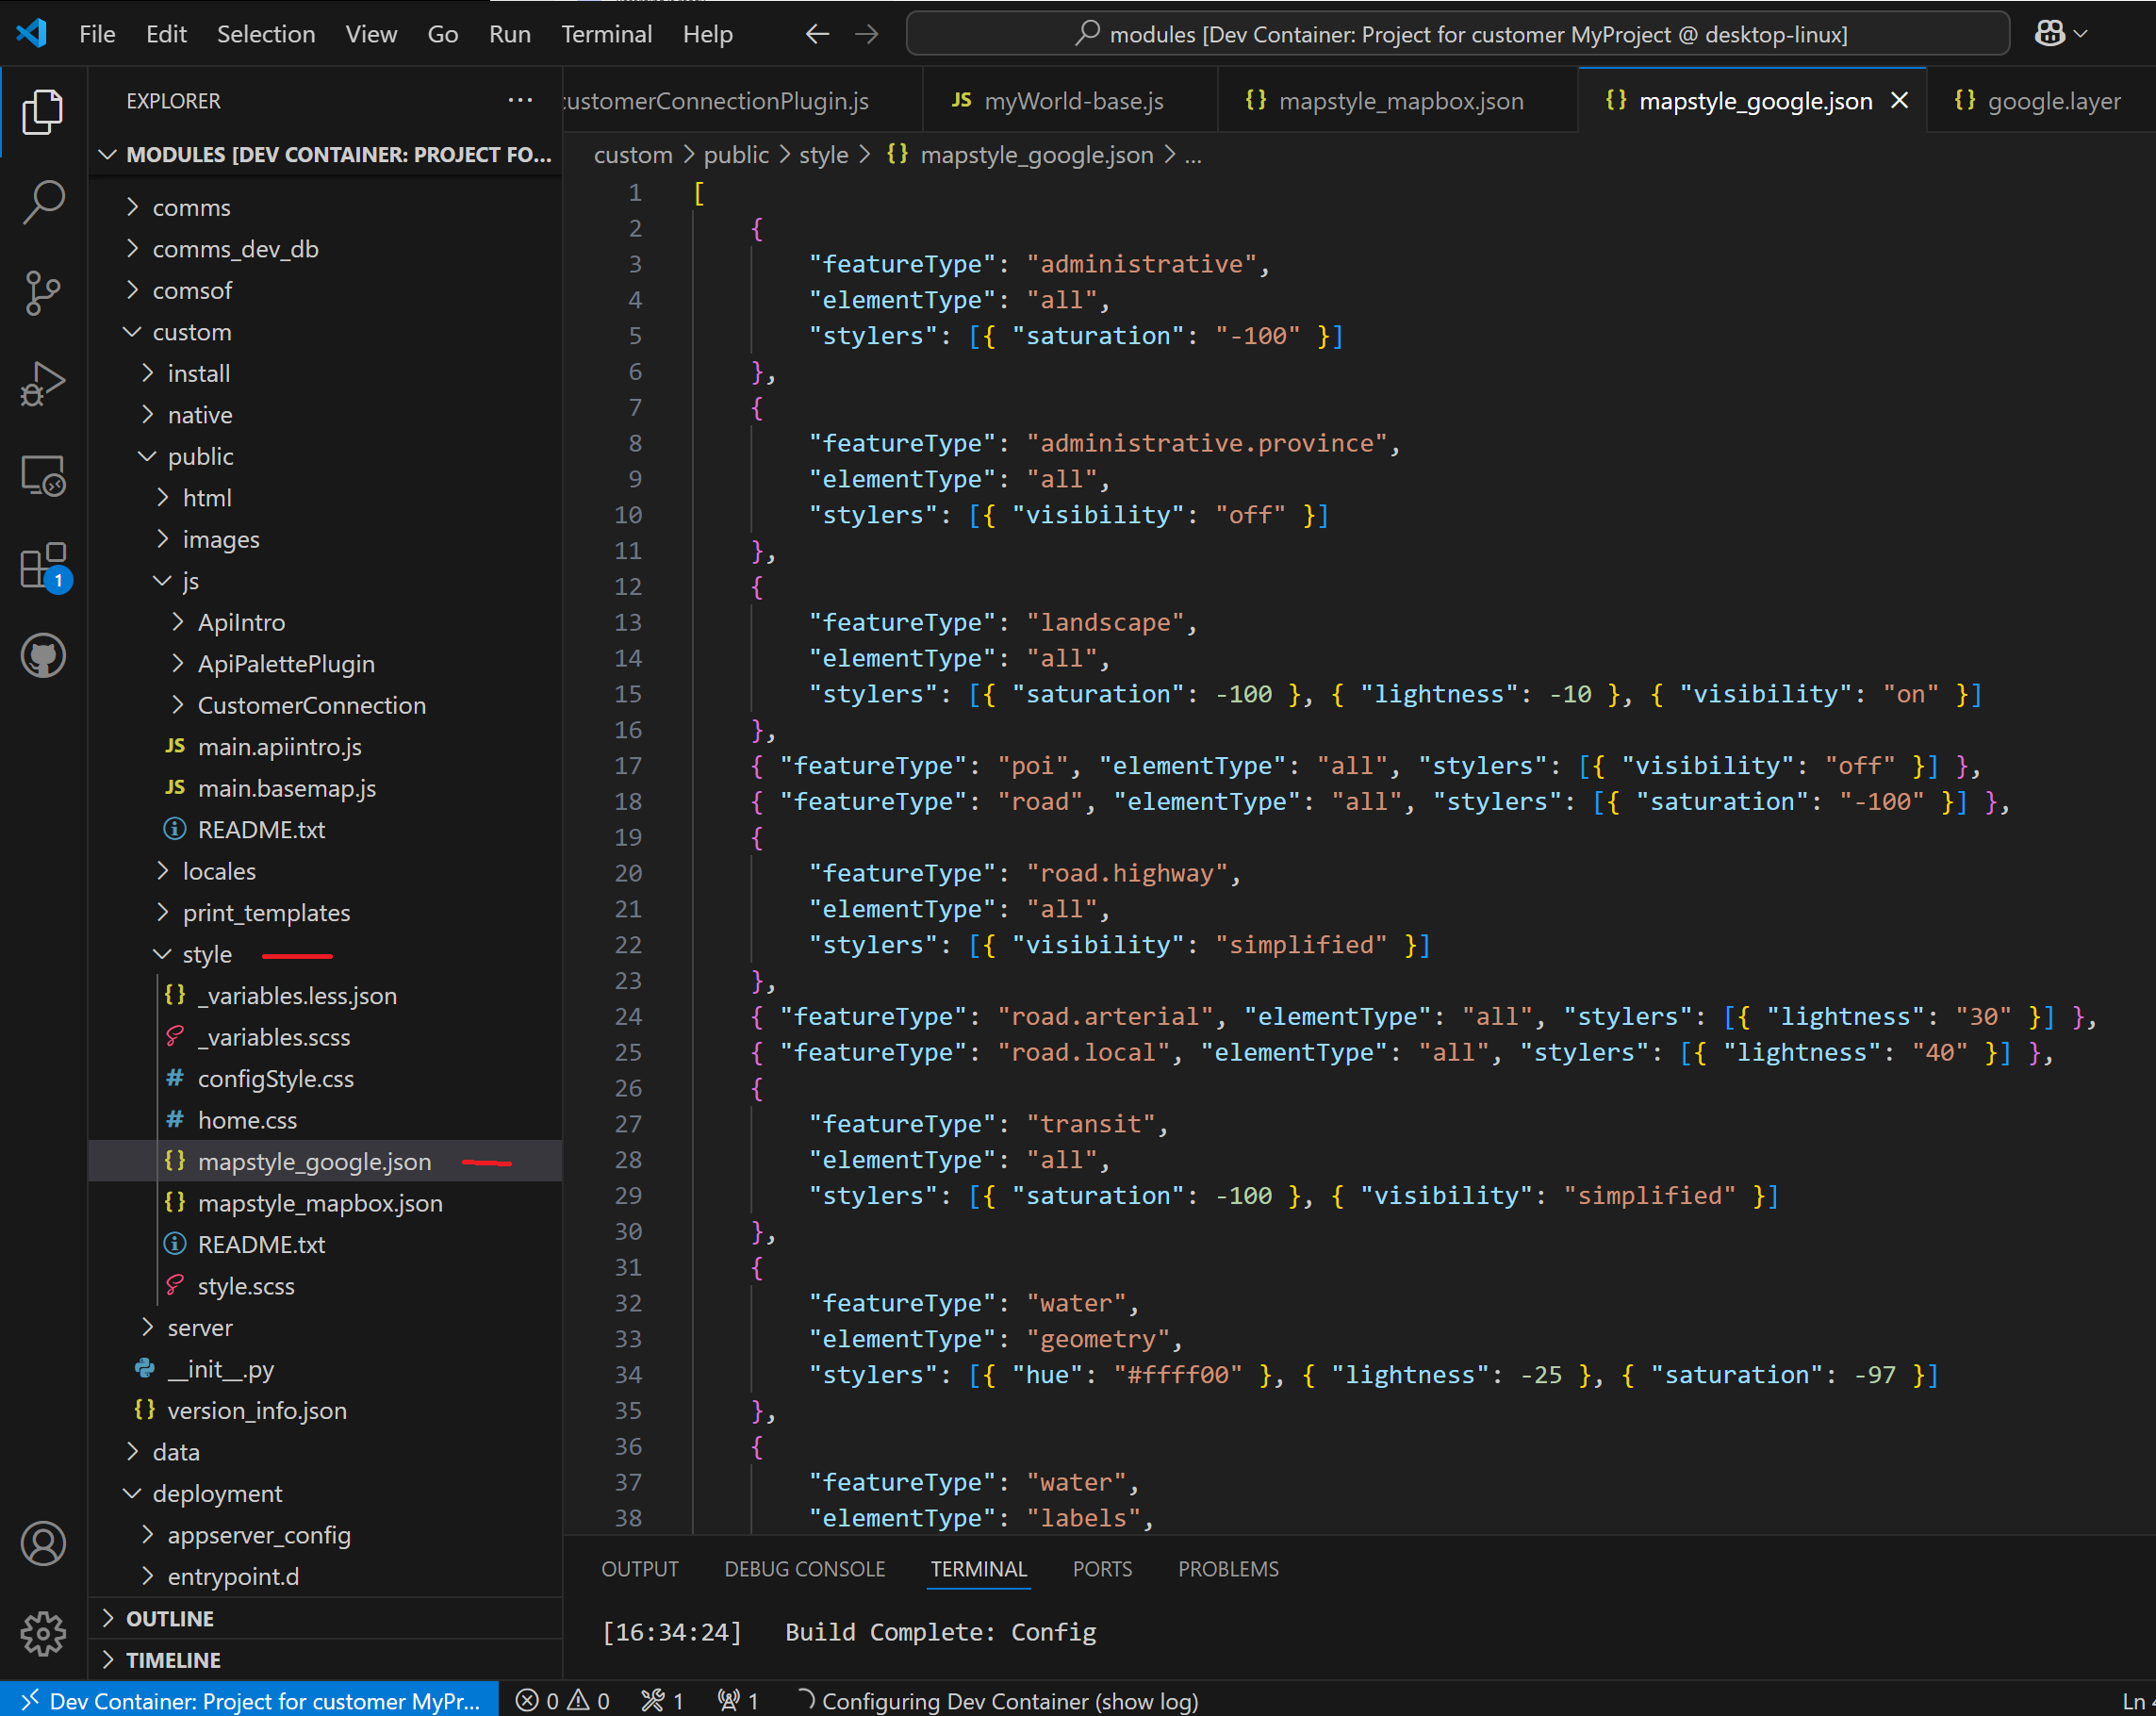 File Edit Selection View Go Run Terminal Help
modules [Dev Container: Project for customer MyProject @ desktop-linux]
EXPLORER
MODULES [DEV CONTAINER: PROJECT FO...
comms
comms_dev_db
comsof
custom
install
native
public
html
images
js
ApiIntro
ApiPalettePlugin
CustomerConnection
JS main.apiintro.js
JS main.basemap.js
README.txt
locales
print_templates
style
{} _variables.less.json
_variables.scss
# configStyle.css
# home.css
{} mapstyle_google.json
{} mapstyle_mapbox.json
README.txt
style.scss
server
__init__.py
{} version_info.json
data
deployment
appserver_config
entrypoint.d
OUTLINE
TIMELINE
1
customerConnectionPlugin.js JS myWorld-base.js {} mapstyle_mapbox.json {} mapstyle_google.json {} google.layer
custom > public > style > {} mapstyle_google.json > ...
1 [
2 {
3 "featureType": "administrative",
4 "elementType": "all",
5 "stylers": [{ "saturation": "-100" }]
6 },
7 {
8 "featureType": "administrative.province",
9 "elementType": "all",
10 "stylers": [{ "visibility": "off" }]
11 },
12 {
13 "featureType": "landscape",
14 "elementType": "all",
15 "stylers": [{ "saturation": -100 }, { "lightness": -10 }, { "visibility": "on" }]
16 },
17 { "featureType": "poi", "elementType": "all", "stylers": [{ "visibility": "off" }] },
18 { "featureType": "road", "elementType": "all", "stylers": [{ "saturation": "-100" }] },
19 {
20 "featureType": "road.highway",
21 "elementType": "all",
22 "stylers": [{ "visibility": "simplified" }]
23 },
24 { "featureType": "road.arterial", "elementType": "all", "stylers": [{ "lightness": "30" }] },
25 { "featureType": "road.local", "elementType": "all", "stylers": [{ "lightness": "40" }] },
26 {
27 "featureType": "transit",
28 "elementType": "all",
29 "stylers": [{ "saturation": -100 }, { "visibility": "simplified" }]
30 },
31 {
32 "featureType": "water",
33 "elementType": "geometry",
34 "stylers": [{ "hue": "#ffff00" }, { "lightness": -25 }, { "saturation": -97 }]
35 },
36 {
37 "featureType": "water",
38 "elementType": "labels",
OUTPUT DEBUG CONSOLE TERMINAL PORTS PROBLEMS
[16:34:24] Build Complete: Config
Dev Container: Project for customer MyPr... 0 0 1 1 Configuring Dev Container (show log) Ln